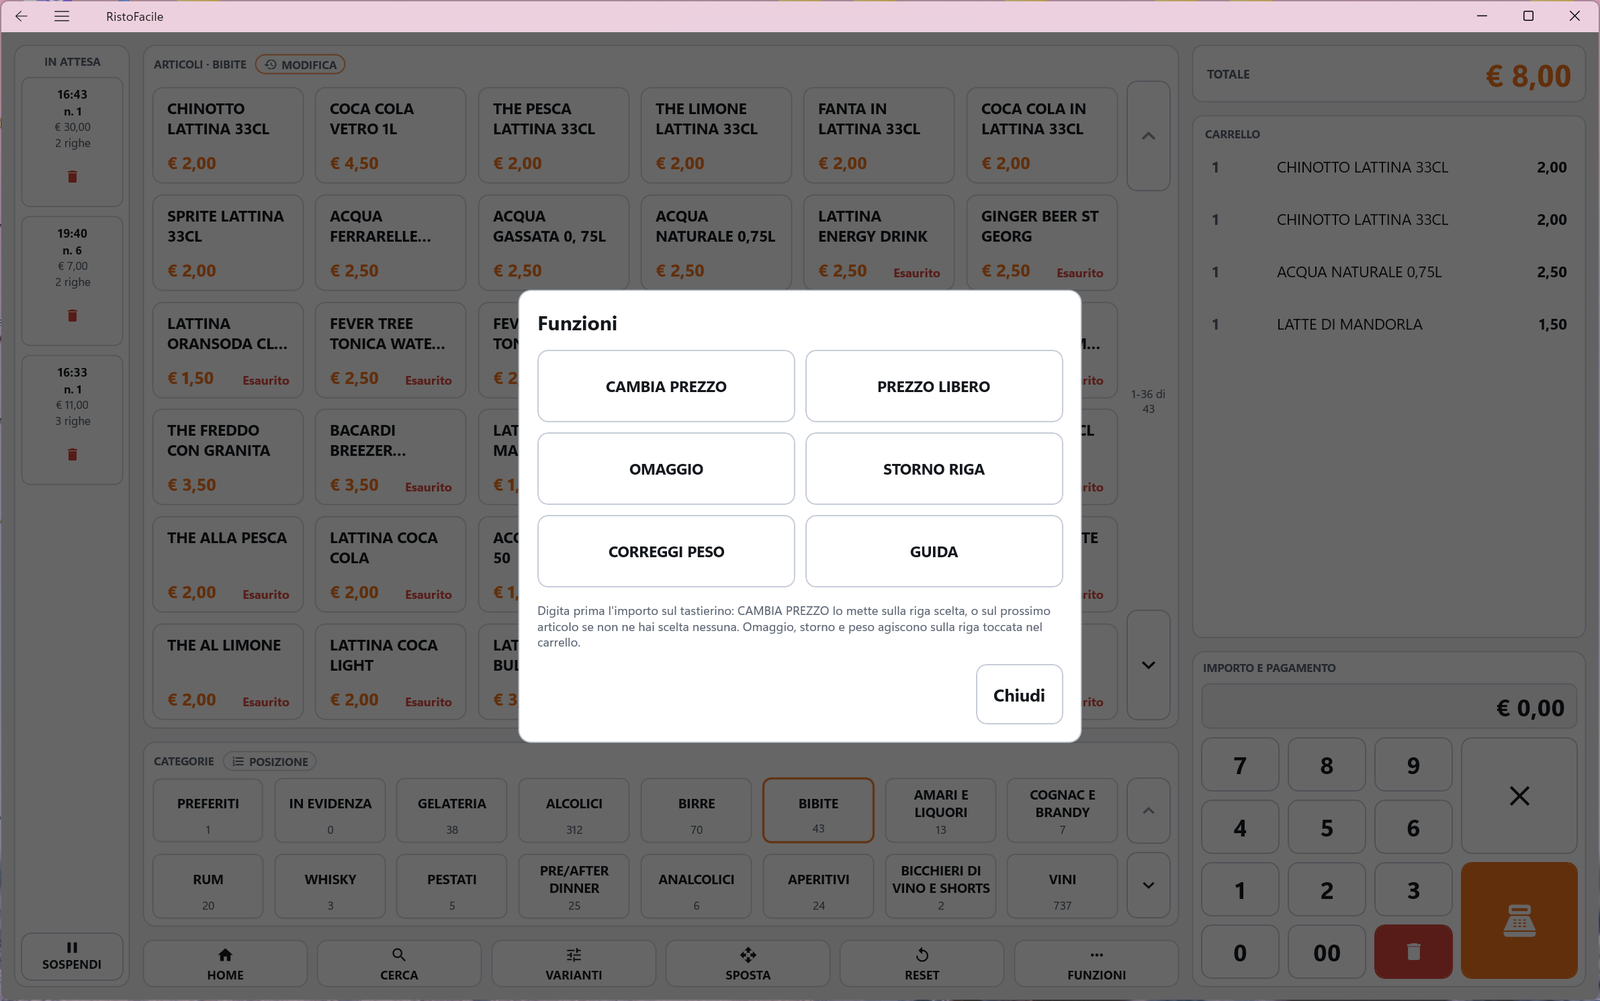 RistoFacile
IN ATTESA
16:43
n. 1
€ 30,00
2 righe
19:40
n. 6
€ 7,00
2 righe
16:33
n. 1
€ 11,00
3 righe
SOSPENDI
ARTICOLI · BIBITE
MODIFICA
CHINOTTO
LATTINA 33CL
€ 2,00
COCA COLA
VETRO 1L
€ 4,50
THE PESCA
LATTINA 33CL
€ 2,00
THE LIMONE
LATTINA 33CL
€ 2,00
FANTA IN
LATTINA 33CL
€ 2,00
COCA COLA IN
LATTINA 33CL
€ 2,00
SPRITE LATTINA
33CL
€ 2,00
ACQUA
FERRARELLE...
€ 2,50
ACQUA
GASSATA 0, 75L
€ 2,50
ACQUA
NATURALE 0,75L
€ 2,50
LATTINA
ENERGY DRINK
€ 2,50 Esaurito
GINGER BEER ST
GEORG
€ 2,50 Esaurito
LATTINA
ORANSODA CL...
€ 1,50 Esaurito
FEVER TREE
TONICA WATE...
€ 2,50 Esaurito
THE FREDDO
CON GRANITA
€ 3,50
BACARDI
BREEZER...
€ 3,50 Esaurito
THE ALLA PESCA
€ 2,00 Esaurito
LATTINA COCA
COLA
€ 2,00 Esaurito
THE AL LIMONE
€ 2,00 Esaurito
LATTINA COCA
LIGHT
€ 2,00 Esaurito
1-36 di
43
Funzioni
CAMBIA PREZZO
PREZZO LIBERO
OMAGGIO
STORNO RIGA
CORREGGI PESO
GUIDA
Digita prima l'importo sul tastierino: CAMBIA PREZZO lo mette sulla riga scelta, o sul prossimo
articolo se non ne hai scelta nessuna. Omaggio, storno e peso agiscono sulla riga toccata nel
carrello.
Chiudi
CATEGORIE
POSIZIONE
PREFERITI
1
IN EVIDENZA
0
GELATERIA
38
ALCOLICI
312
BIRRE
70
BIBITE
43
AMARI E
LIQUORI
13
COGNAC E
BRANDY
7
RUM
20
WHISKY
3
PESTATI
5
PRE/AFTER
DINNER
25
ANALCOLICI
6
APERITIVI
24
BICCHIERI DI
VINO E SHORTS
2
VINI
737
HOME
CERCA
VARIANTI
SPOSTA
RESET
FUNZIONI
TOTALE
€ 8,00
CARRELLO
1 CHINOTTO LATTINA 33CL 2,00
1 CHINOTTO LATTINA 33CL 2,00
1 ACQUA NATURALE 0,75L 2,50
1 LATTE DI MANDORLA 1,50
IMPORTO E PAGAMENTO
€ 0,00
7 8 9
4 5 6
1 2 3
0 00